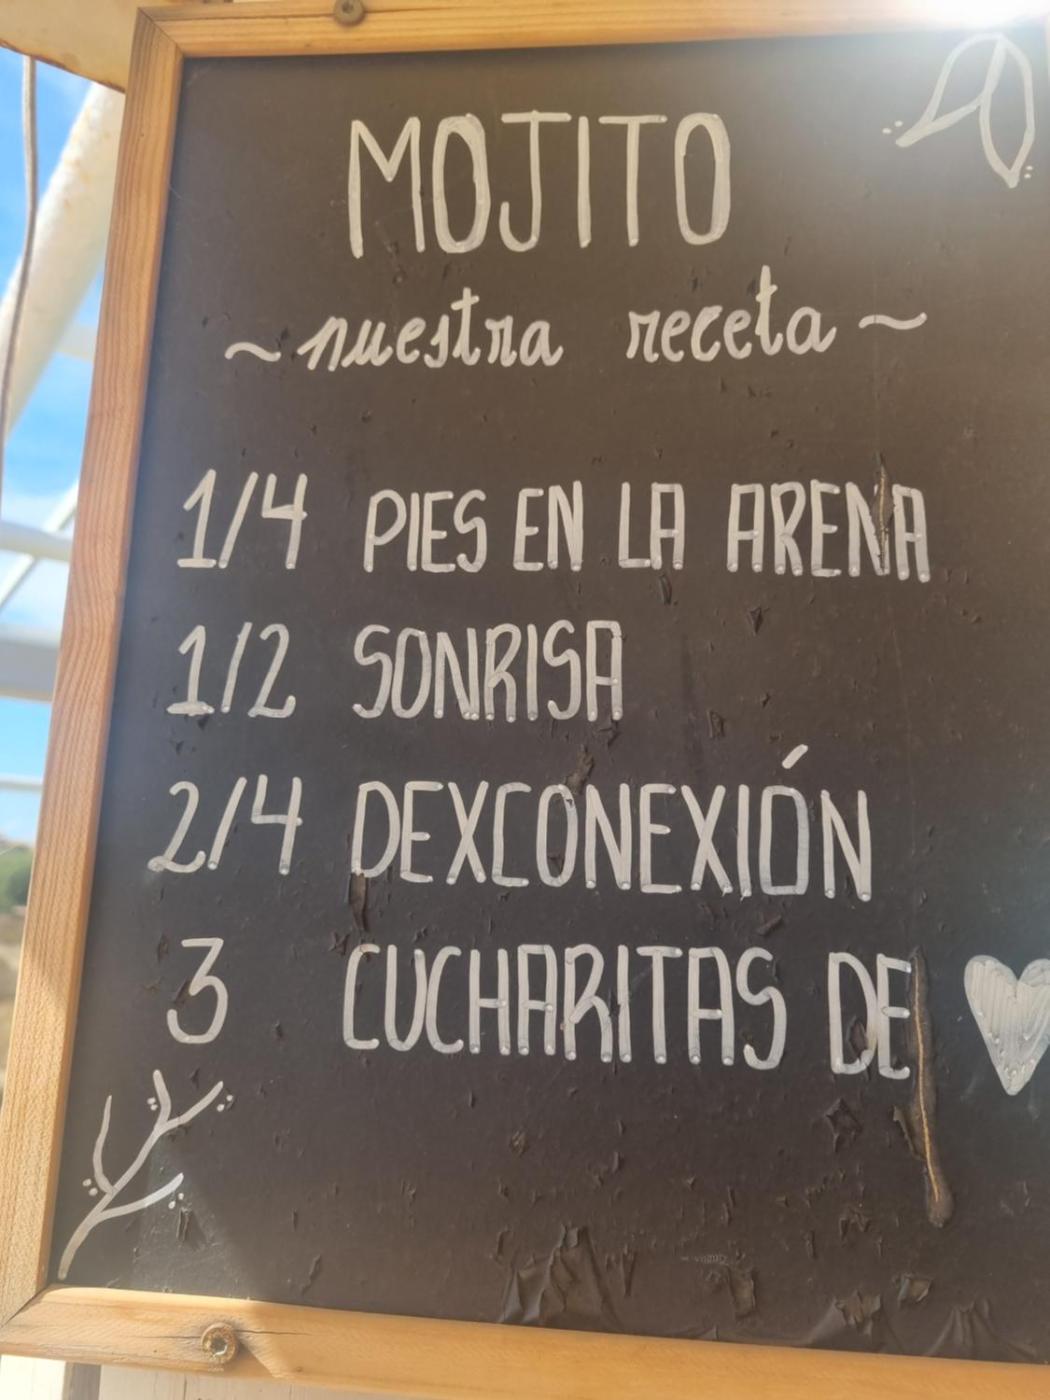 MOJITO
~ nuestra receta ~
1/4 PIES EN LA ARENA
1/2 SONRISA
2/4 DEXCONEXIÓN
3 CUCHARITAS DE ♥